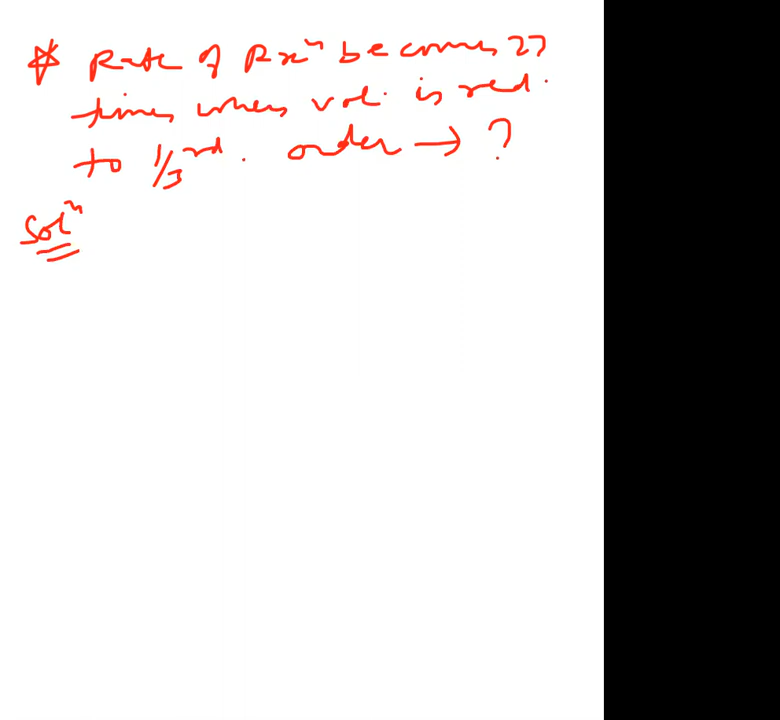 * Rate of Rxⁿ becomes 27
times when vol. is red.
to 1/3rd. order → ?
Solⁿ